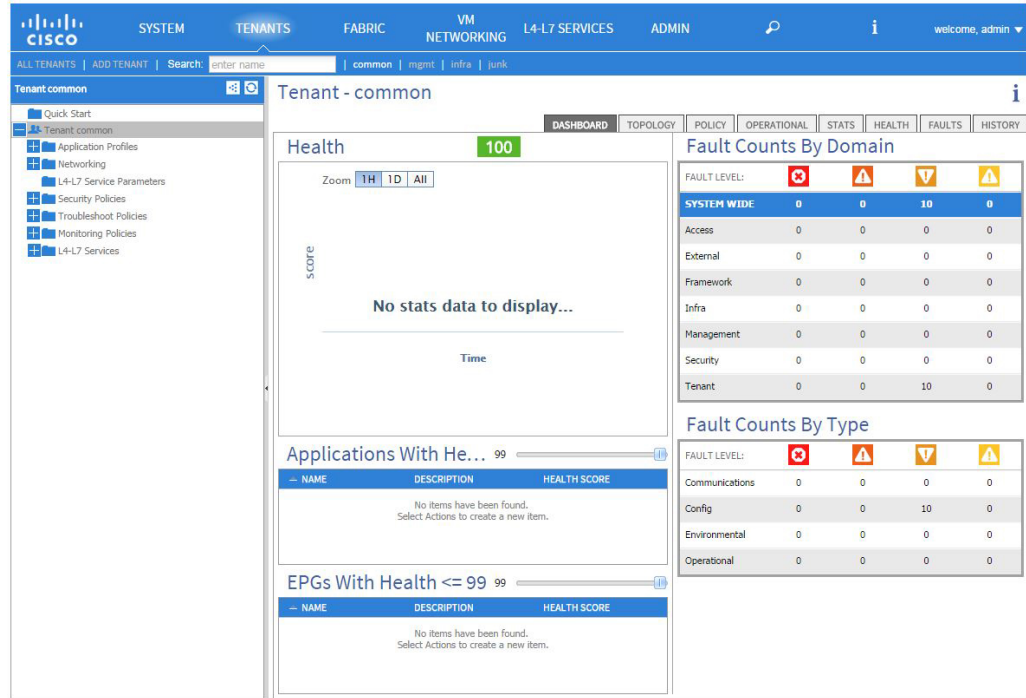 CISCO
SYSTEM
TENANTS
FABRIC
VM
NETWORKING
L4-L7 SERVICES
ADMIN
i
welcome, admin
ALL TENANTS | ADD TENANT | Search: enter name | common | mgmt | infra | junk
Tenant common
Quick Start
Tenant common
Application Profiles
Networking
L4-L7 Service Parameters
Security Policies
Troubleshoot Policies
Monitoring Policies
L4-L7 Services
Tenant - common
i
DASHBOARD TOPOLOGY POLICY OPERATIONAL STATS HEALTH FAULTS HISTORY
Health 100
Zoom 1H 1D All
score
No stats data to display...
Time
Applications With He... 99
NAME DESCRIPTION HEALTH SCORE
No items have been found.
Select Actions to create a new item.
EPGs With Health <= 99 99
NAME DESCRIPTION HEALTH SCORE
No items have been found.
Select Actions to create a new item.
Fault Counts By Domain
FAULT LEVEL:
SYSTEM WIDE 0 0 10 0
Access 0 0 0 0
External 0 0 0 0
Framework 0 0 0 0
Infra 0 0 0 0
Management 0 0 0 0
Security 0 0 0 0
Tenant 0 0 10 0
Fault Counts By Type
FAULT LEVEL:
Communications 0 0 0 0
Config 0 0 10 0
Environmental 0 0 0 0
Operational 0 0 0 0